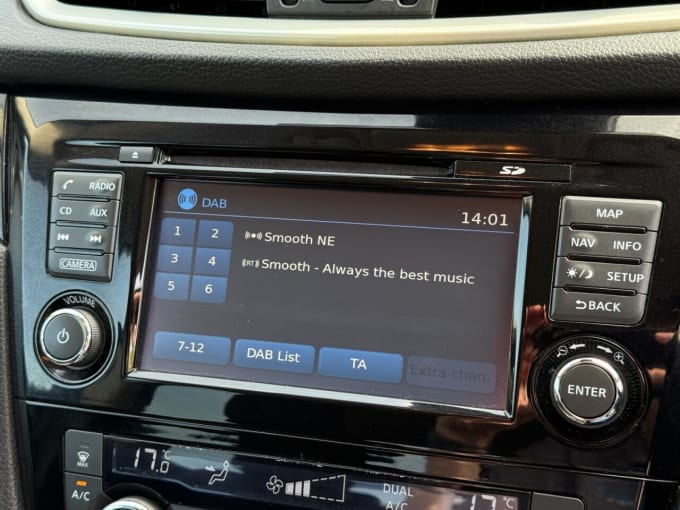 SD
RADIO
CD AUX
CAMERA
VOLUME
DAB
14:01
1 2
3 4
5 6
Smooth NE
(RT) Smooth - Always the best music
7-12
DAB List
TA
Extra chan.
MAP
NAV INFO
SETUP
BACK
ENTER
MAX
A/C
17.0°C
DUAL
A/C
17°C